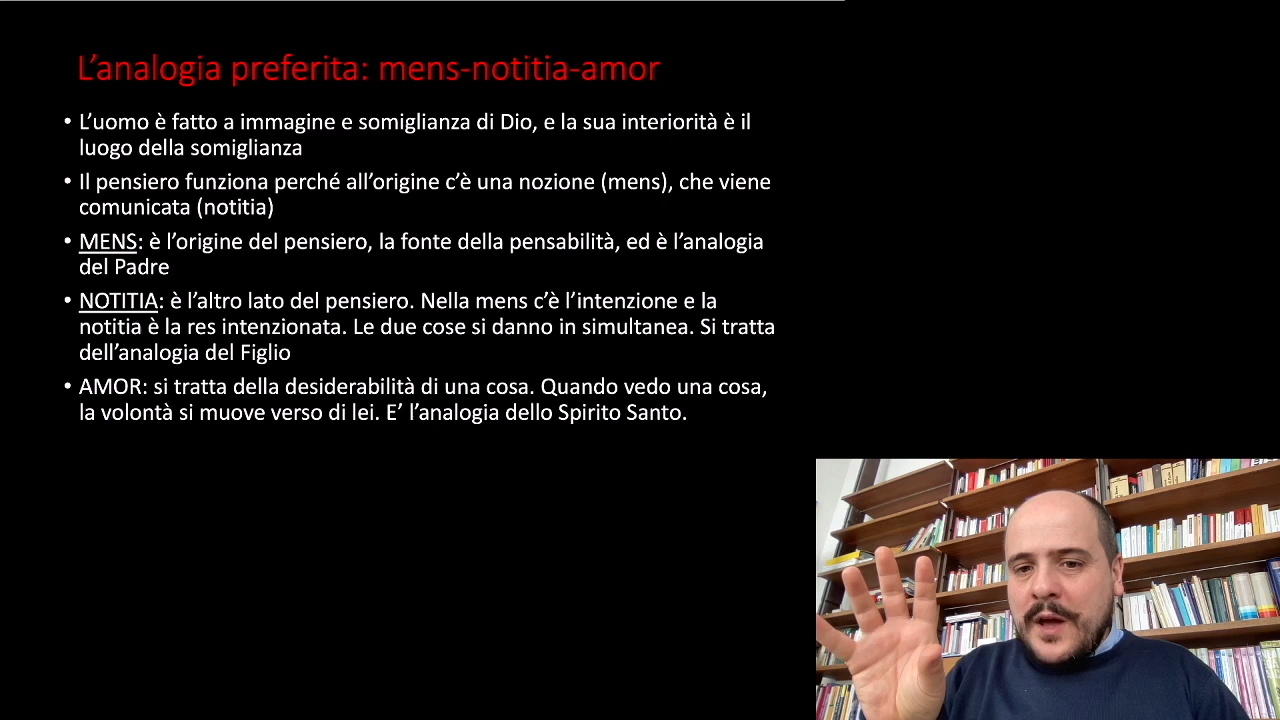 L’analogia preferita: mens-notitia-amor
• L’uomo è fatto a immagine e somiglianza di Dio, e la sua interiorità è il
luogo della somiglianza
• Il pensiero funziona perché all’origine c’è una nozione (mens), che viene
comunicata (notitia)
• MENS: è l’origine del pensiero, la fonte della pensabilità, ed è l’analogia
del Padre
• NOTITIA: è l’altro lato del pensiero. Nella mens c’è l’intenzione e la
notitia è la res intenzionata. Le due cose si danno in simultanea. Si tratta
dell’analogia del Figlio
• AMOR: si tratta della desiderabilità di una cosa. Quando vedo una cosa,
la volontà si muove verso di lei. E’ l’analogia dello Spirito Santo.